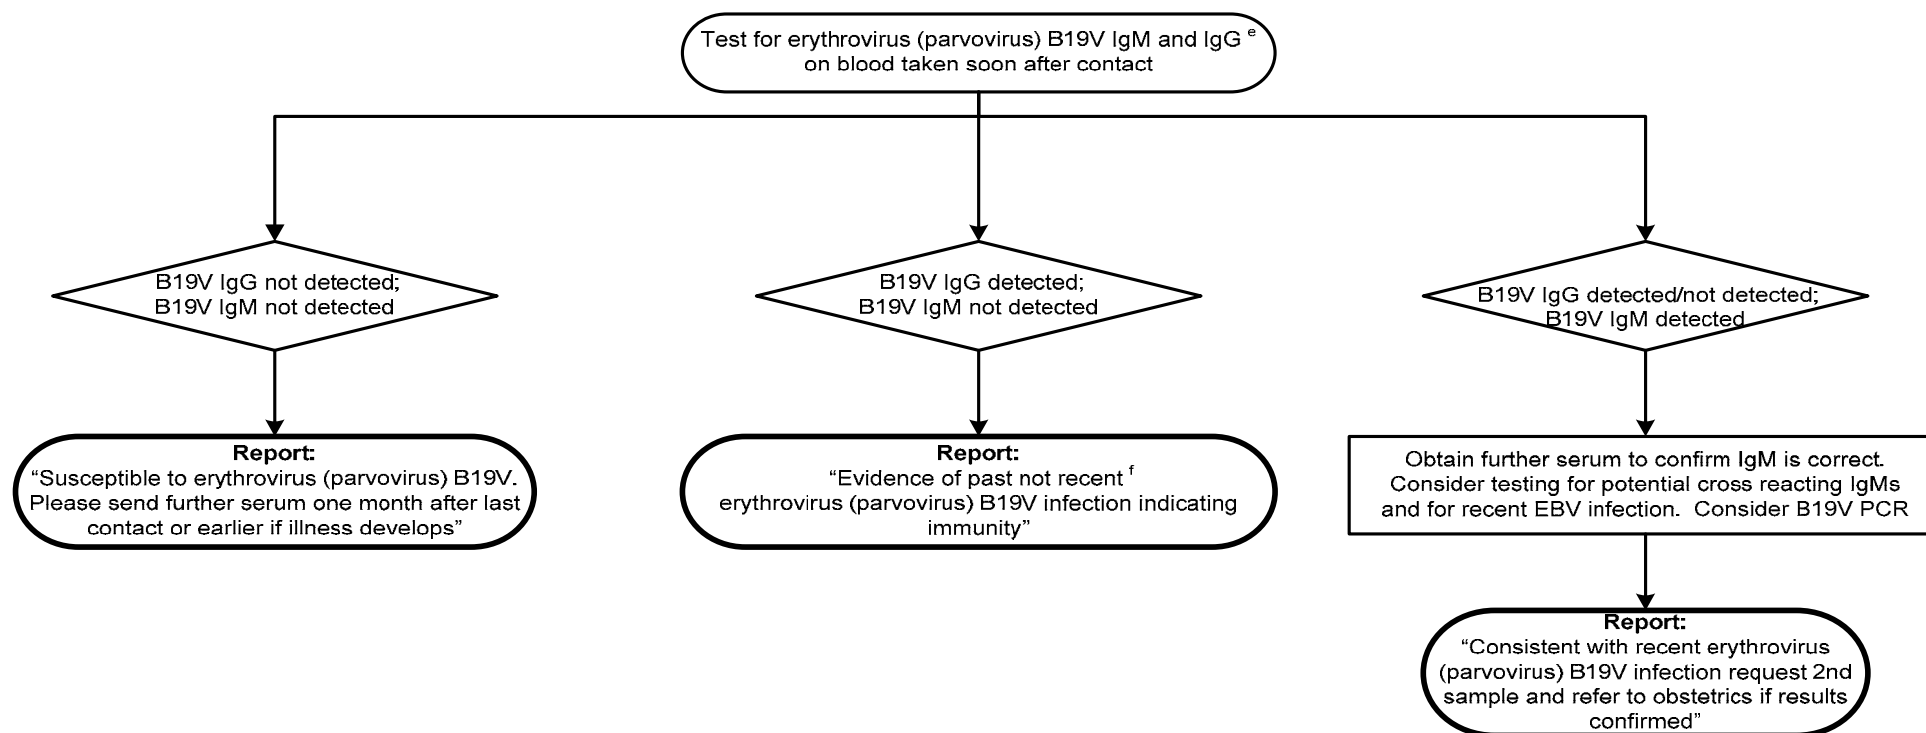 Test for erythrovirus (parvovirus) B19V IgM and IgG e
on blood taken soon after contact
B19V IgG not detected;
B19V IgM not detected
B19V IgG detected;
B19V IgM not detected
B19V IgG detected/not detected;
B19V IgM detected
Report:
“Susceptible to erythrovirus (parvovirus) B19V.
Please send further serum one month after last
contact or earlier if illness develops”
Report:
“Evidence of past not recent f
erythrovirus (parvovirus) B19V infection indicating
immunity”
Obtain further serum to confirm IgM is correct.
Consider testing for potential cross reacting IgMs
and for recent EBV infection. Consider B19V PCR
Report:
“Consistent with recent erythrovirus
(parvovirus) B19V infection request 2nd
sample and refer to obstetrics if results
confirmed”